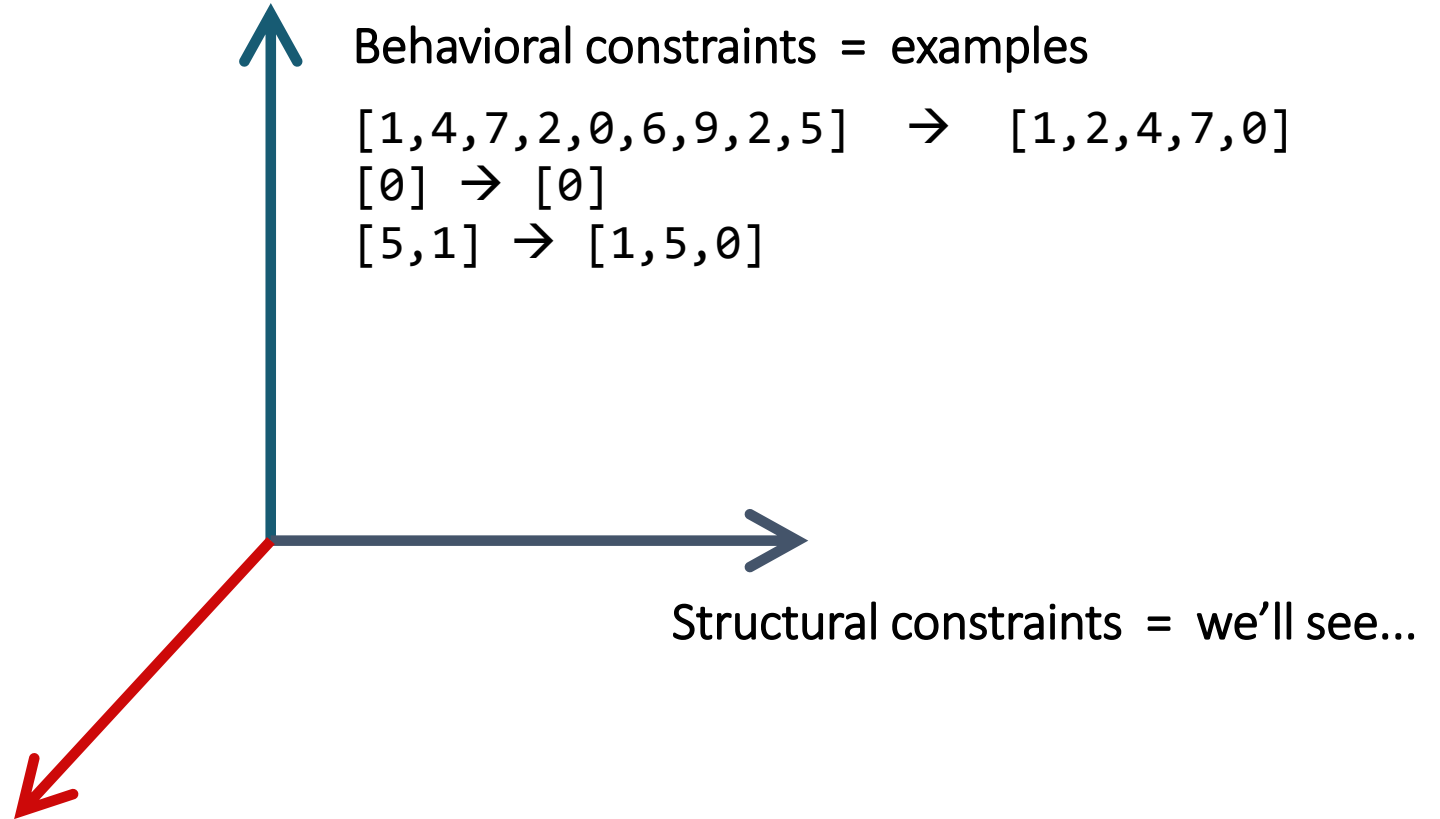 Behavioral constraints = examples
[1,4,7,2,0,6,9,2,5] → [1,2,4,7,0]
[0] → [0]
[5,1] → [1,5,0]
Structural constraints = we’ll see...